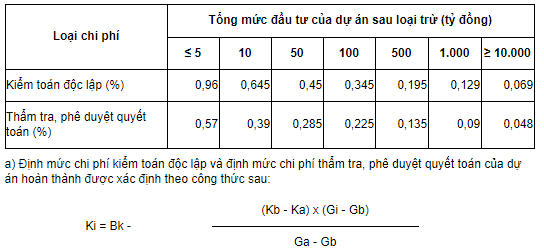 Loại chi phí
Tổng mức đầu tư của dự án sau loại trừ (tỷ đồng)
≤ 5 10 50 100 500 1.000 ≥ 10.000
Kiểm toán độc lập (%) 0,96 0,645 0,45 0,345 0,195 0,129 0,069
Thẩm tra, phê duyệt quyết
toán (%) 0,57 0,39 0,285 0,225 0,135 0,09 0,048
a) Định mức chi phí kiểm toán độc lập và định mức chi phí thẩm tra, phê duyệt quyết toán của dự
án hoàn thành được xác định theo công thức sau:
(Kb - Ka) x (Gi - Gb)
Ki = Bk -
Ga - Gb